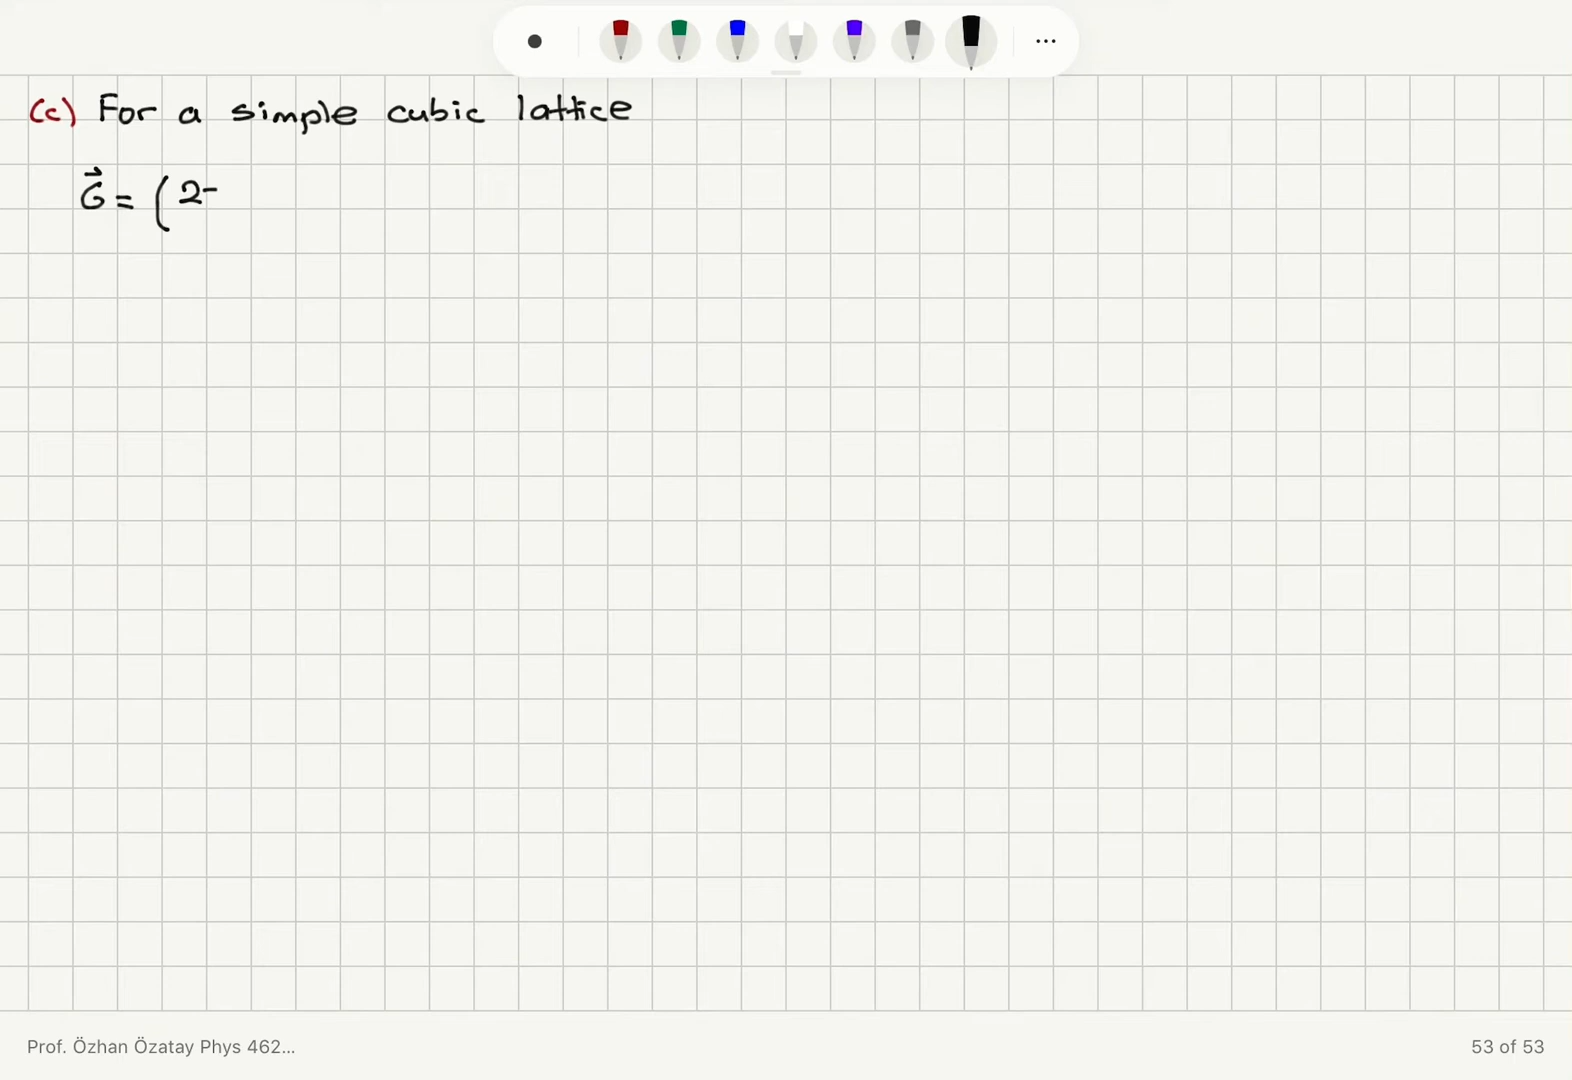 (c) For a simple cubic lattice
G⃗ = ( 2-
Prof. Özhan Özatay Phys 462...
53 of 53